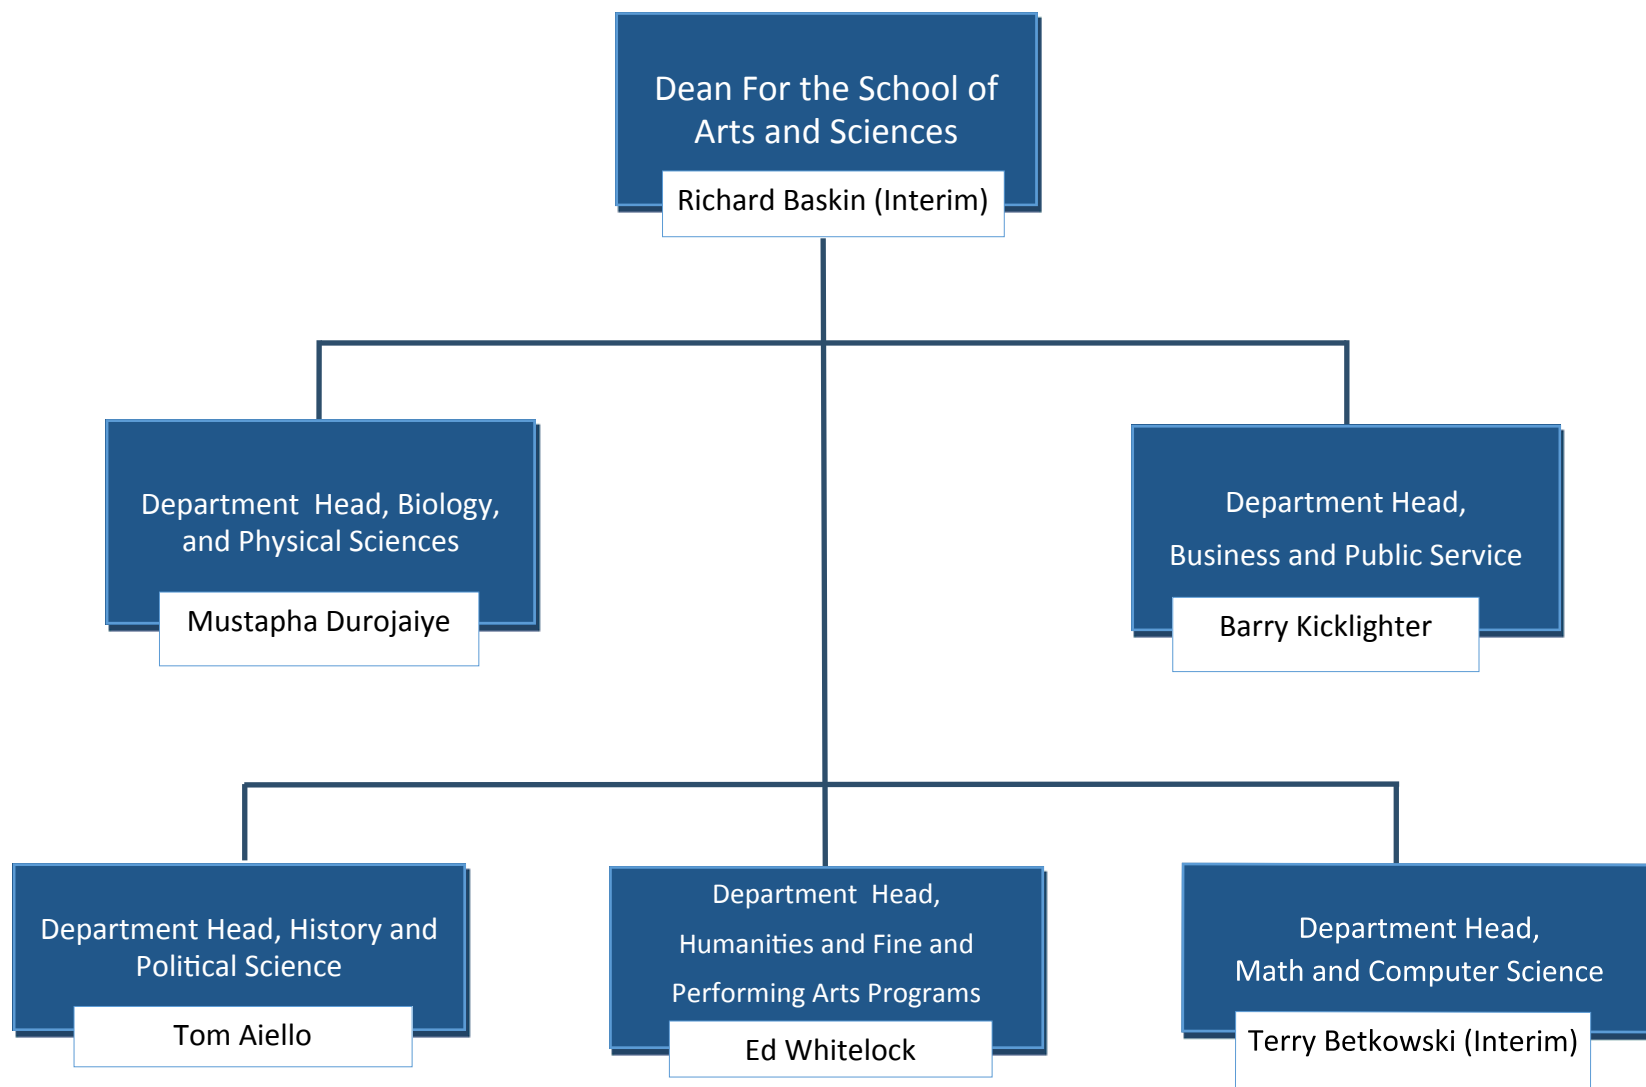 Dean For the School of
Arts and Sciences
Richard Baskin (Interim)
Department  Head, Biology,
and Physical Sciences
Mustapha Durojaiye
Department Head,
Business and Public Service
Barry Kicklighter
Department Head, History and
Political Science
Tom Aiello
Department  Head,
Humanities and Fine and
Performing Arts Programs
Ed Whitelock
Department Head,
Math and Computer Science
Terry Betkowski (Interim)